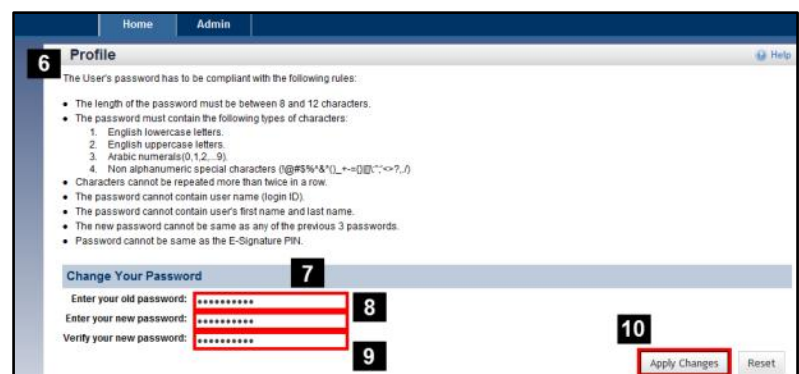 Home Admin
6 Profile Help
The User's password has to be compliant with the following rules:
• The length of the password must be between 8 and 12 characters.
• The password must contain the following types of characters:
1. English lowercase letters.
2. English uppercase letters.
3. Arabic numerals(0,1,2,...9).
4. Non alphanumeric special characters
• Characters cannot be repeated more than twice in a row.
• The password cannot contain user name (login ID).
• The password cannot contain user's first name and last name.
• The new password cannot be same as any of the previous 3 passwords.
• Password cannot be same as the E-Signature PIN.
Change Your Password 7
Enter your old password: ••••••••••
8
Enter your new password: ••••••••••
Verify your new password: ••••••••••
9
10
Apply Changes Reset